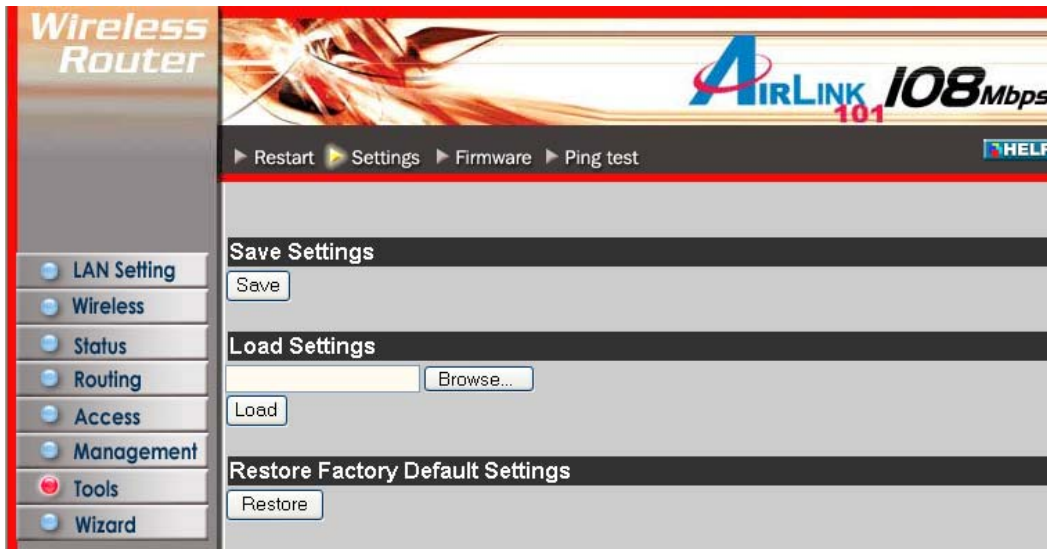 Wireless
Router
AIRLINK 101 108Mbps
Restart Settings Firmware Ping test
HELP
LAN Setting
Wireless
Status
Routing
Access
Management
Tools
Wizard
Save Settings
Save
Load Settings
Browse...
Load
Restore Factory Default Settings
Restore